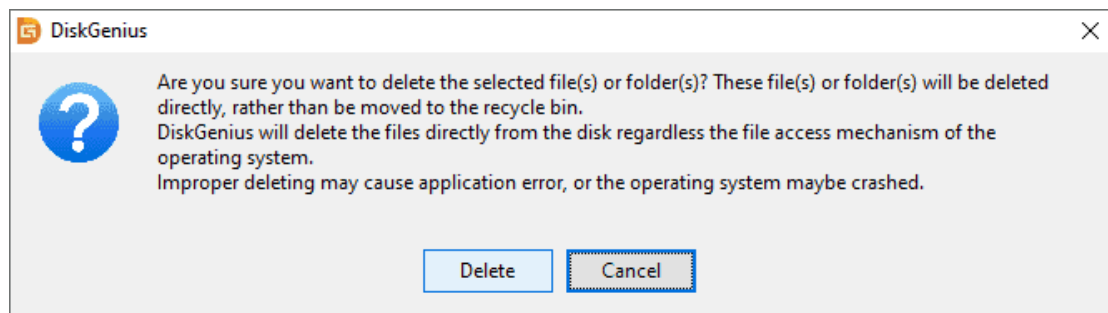 DiskGenius
Are you sure you want to delete the selected file(s) or folder(s)? These file(s) or folder(s) will be deleted
directly, rather than be moved to the recycle bin.
DiskGenius will delete the files directly from the disk regardless the file access mechanism of the
operating system.
Improper deleting may cause application error, or the operating system maybe crashed.
Delete
Cancel